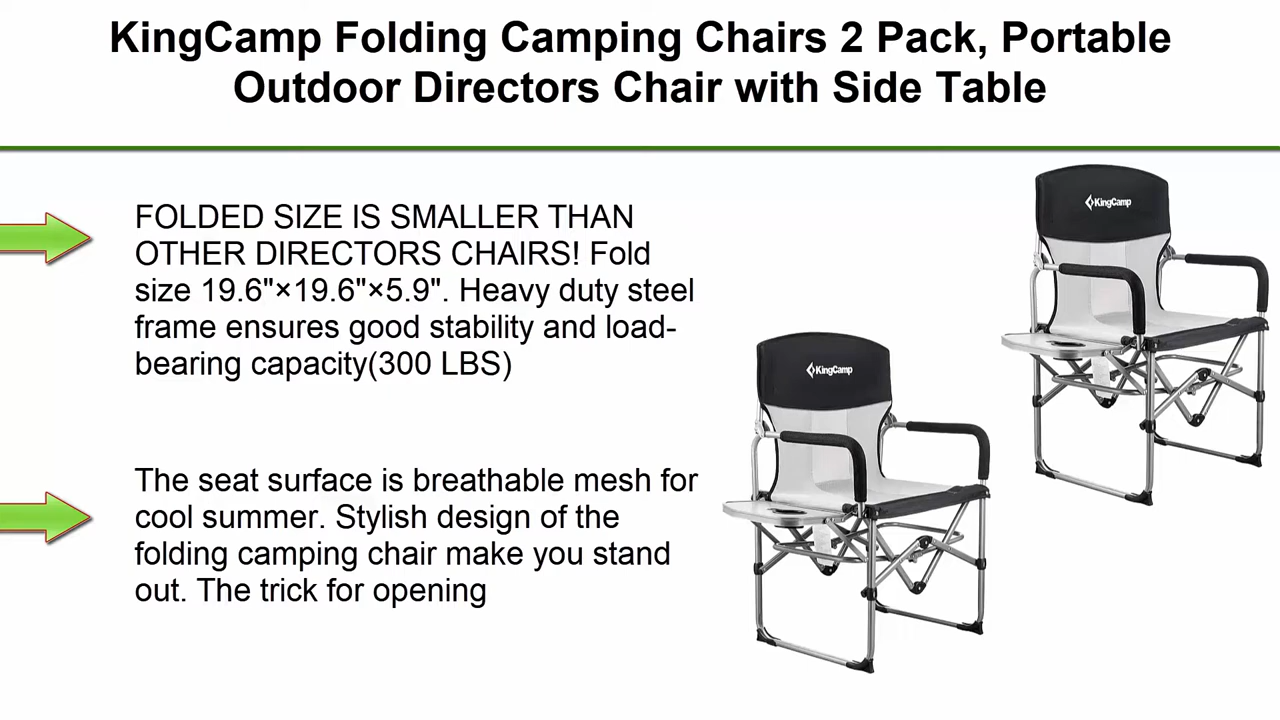 KingCamp Folding Camping Chairs 2 Pack, Portable
Outdoor Directors Chair with Side Table
FOLDED SIZE IS SMALLER THAN
OTHER DIRECTORS CHAIRS! Fold
size 19.6"×19.6"×5.9". Heavy duty steel
frame ensures good stability and load-
bearing capacity(300 LBS)
The seat surface is breathable mesh for
cool summer. Stylish design of the
folding camping chair make you stand
out. The trick for opening
KingCamp
KingCamp